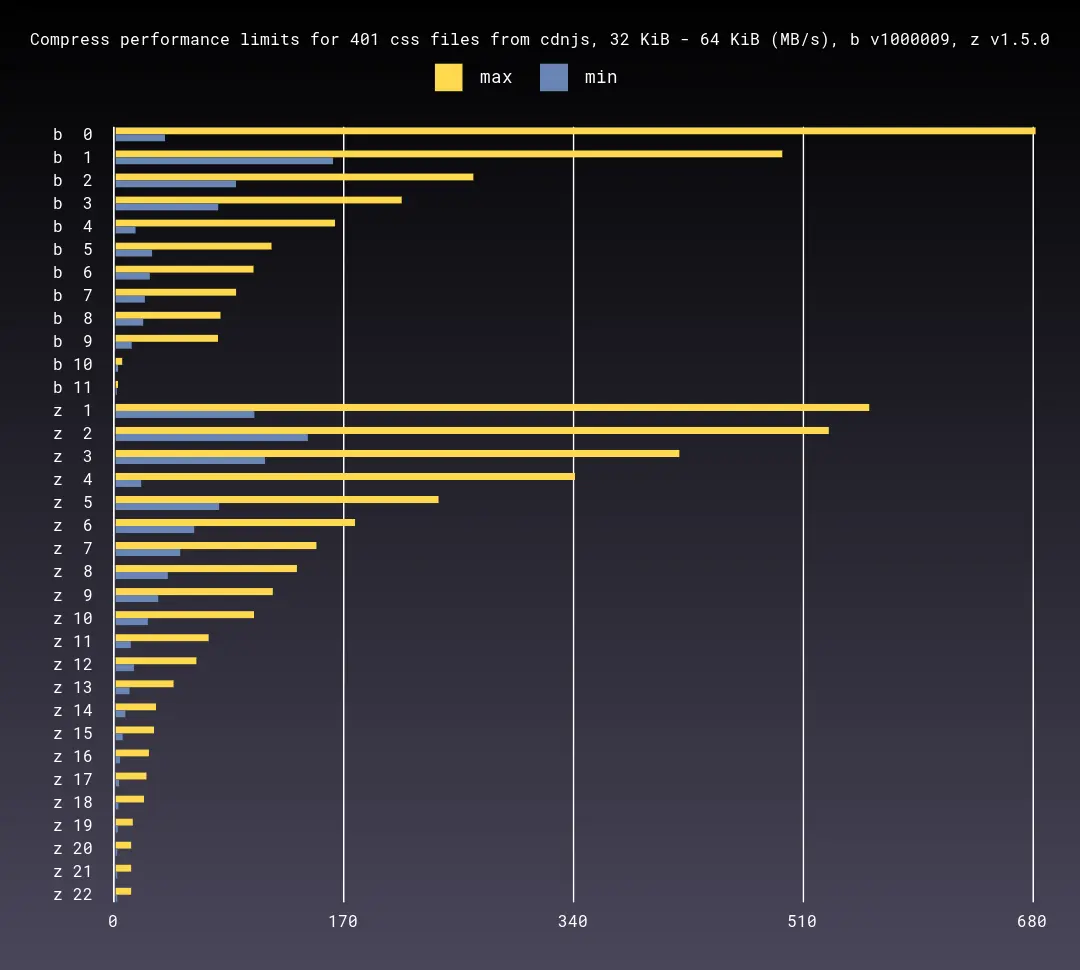 Compress performance limits for 401 css files from cdnjs, 32 KiB - 64 KiB (MB/s), b v1000009, z v1.5.0
max min
b 0
b 1
b 2
b 3
b 4
b 5
b 6
b 7
b 8
b 9
b 10
b 11
z 1
z 2
z 3
z 4
z 5
z 6
z 7
z 8
z 9
z 10
z 11
z 12
z 13
z 14
z 15
z 16
z 17
z 18
z 19
z 20
z 21
z 22
0 170 340 510 680